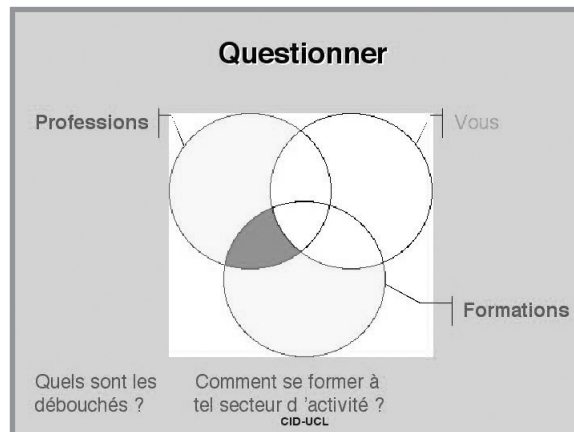 Questionner
Professions
Vous
Formations
Quels sont les
débouchés ?
Comment se former à
tel secteur d 'activité ?
CID-UCL